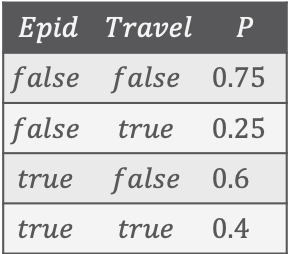 Epid Travel P
false false 0.75
false true 0.25
true false 0.6
true true 0.4